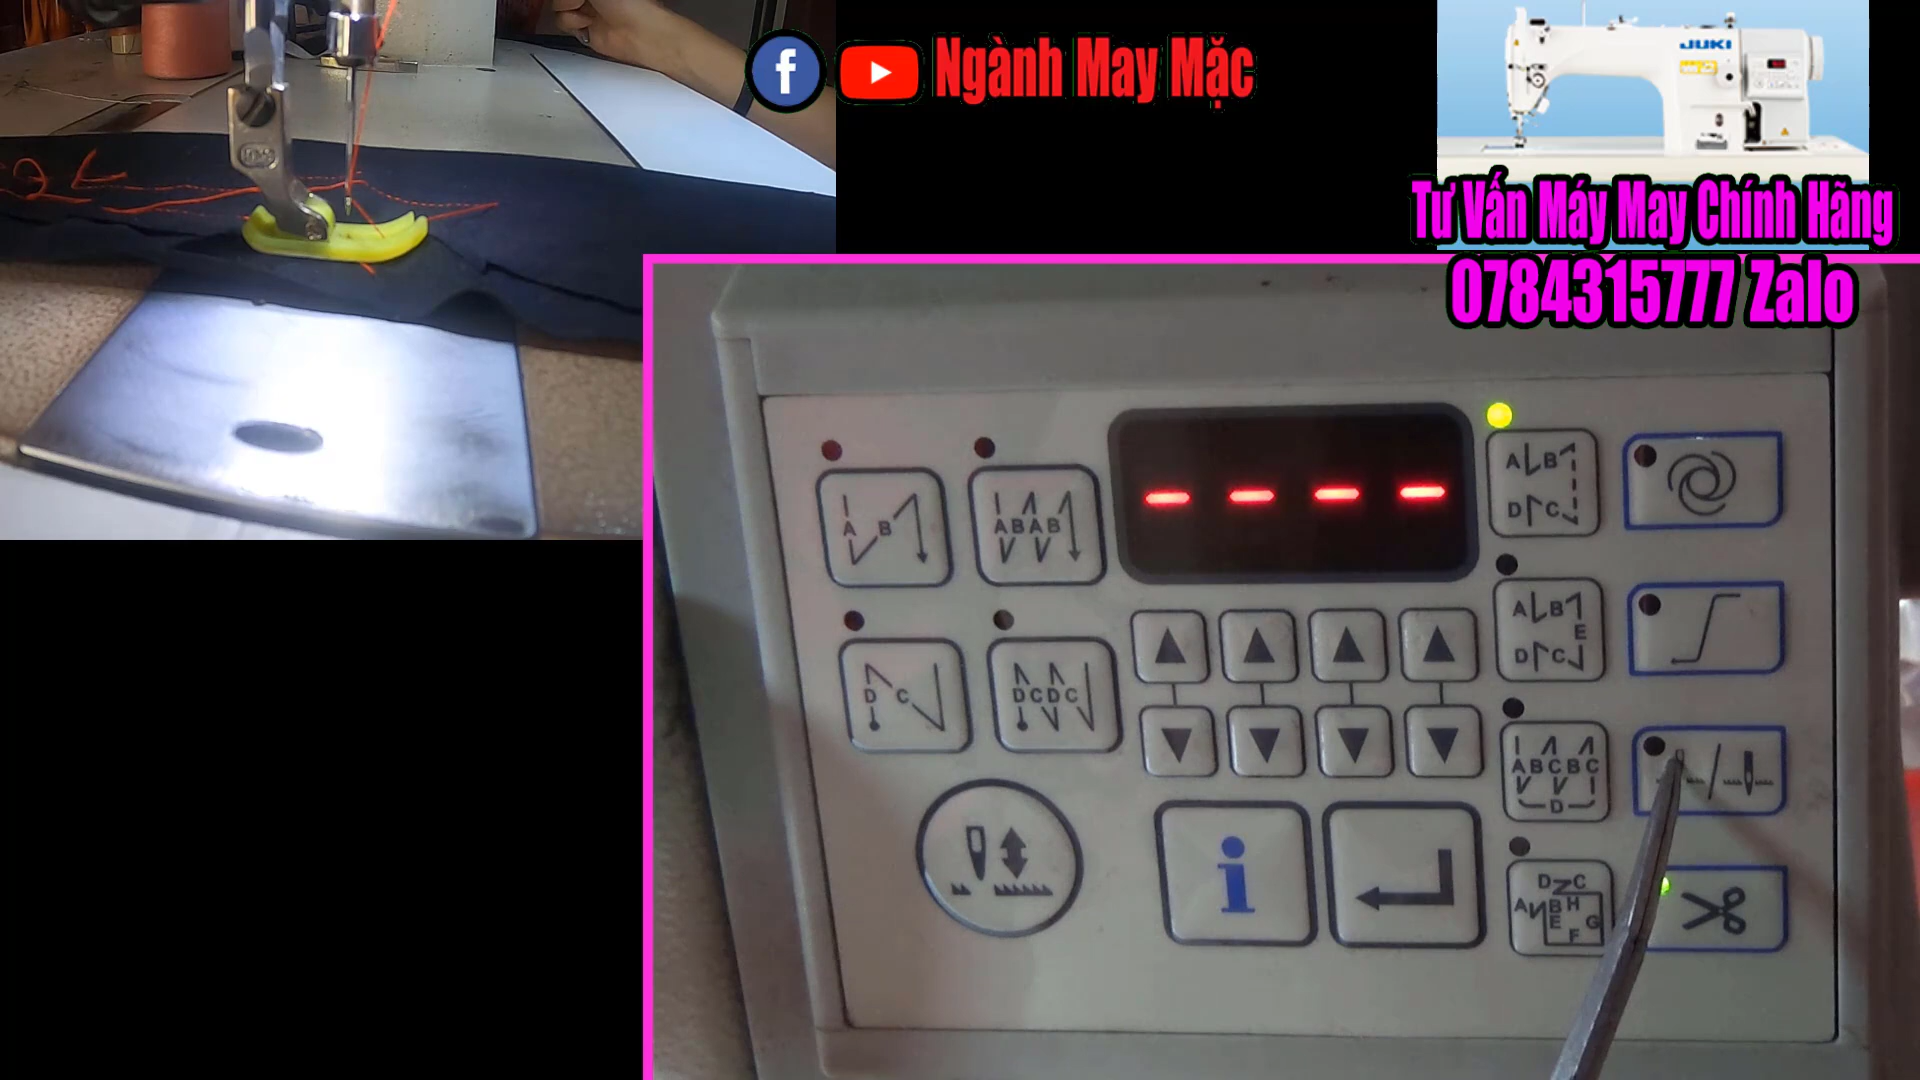 Ngành May Mặc
JUKI
Tư Vấn Máy May Chính Hãng
0784315777 Zalo
A B
A B A B
D C
D C D C
A B
D C
A B
E
D C
A B C B C
D
D C
A B H
E G
F
i